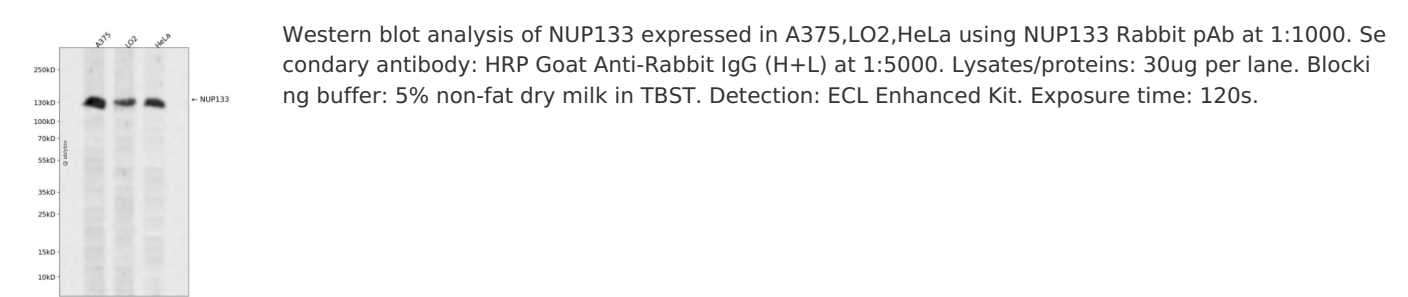 A375
LO2
HeLa
250kD
130kD
100kD
70kD
55kD
35kD
25kD
15kD
10kD
← NUP133
Western blot analysis of NUP133 expressed in A375,LO2,HeLa using NUP133 Rabbit pAb at 1:1000. Se
condary antibody: HRP Goat Anti-Rabbit IgG (H+L) at 1:5000. Lysates/proteins: 30ug per lane. Blocki
ng buffer: 5% non-fat dry milk in TBST. Detection: ECL Enhanced Kit. Exposure time: 120s.